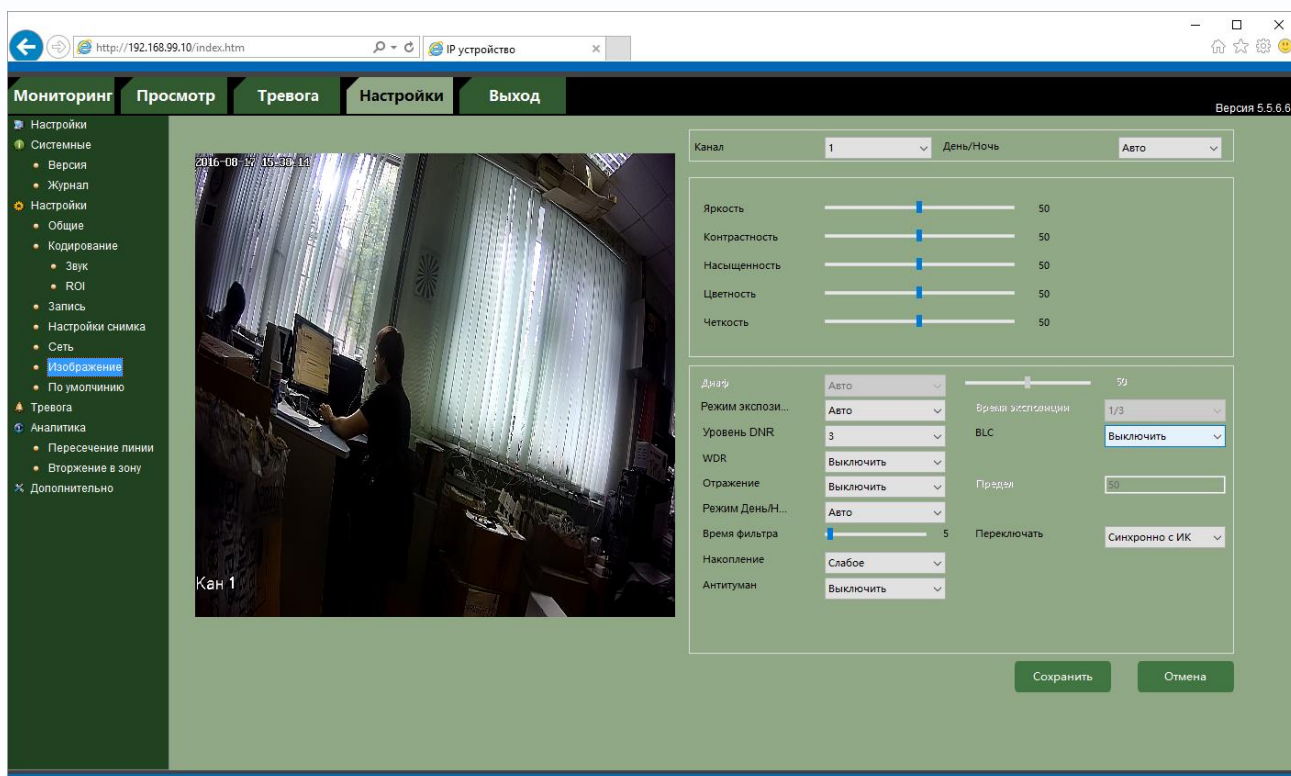 http://192.168.99.10/index.htm
IP устройство
Мониторинг Просмотр Тревога Настройки Выход
Версия 5.5.6.6
Настройки
Системные
Версия
Журнал
Настройки
Общие
Кодирование
Звук
ROI
Запись
Настройки снимка
Сеть
Изображение
По умолчинию
Тревога
Аналитика
Пересечение линии
Вторжение в зону
Дополнительно
2016-08-17 15:38:14
Кан 1
Канал 1 День/Ночь Авто
Яркость 50
Контрастность 50
Насыщенность 50
Цветность 50
Четкость 50
Диаф Авто 50
Режим экспози... Авто Время экспозиции 1/3
Уровень DNR 3 BLC Выключить
WDR Выключить
Отражение Выключить Предел 50
Режим День/Н... Авто
Время фильтра 5 Переключать Синхронно с ИК
Накопление Слабое
Антитуман Выключить
Сохранить Отмена